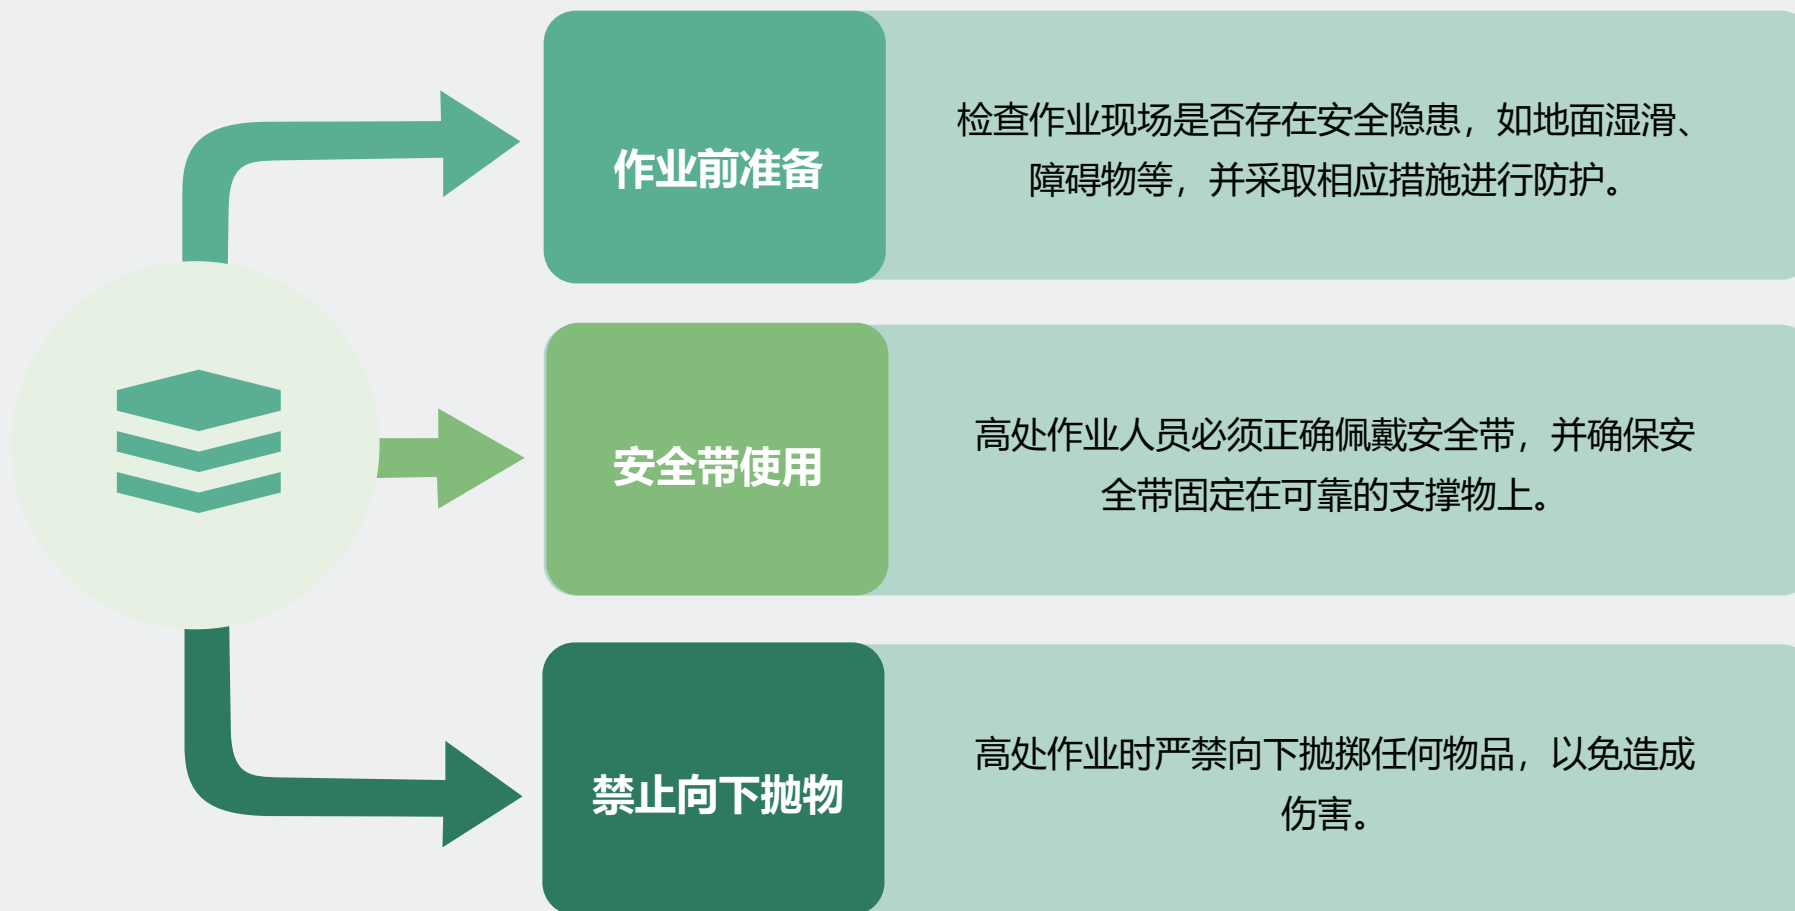 作业前准备
检查作业现场是否存在安全隐患，如地面湿滑、
障碍物等，并采取相应措施进行防护。
安全带使用
高处作业人员必须正确佩戴安全带，并确保安
全带固定在可靠的支撑物上。
禁止向下抛物
高处作业时严禁向下抛掷任何物品，以免造成
伤害。